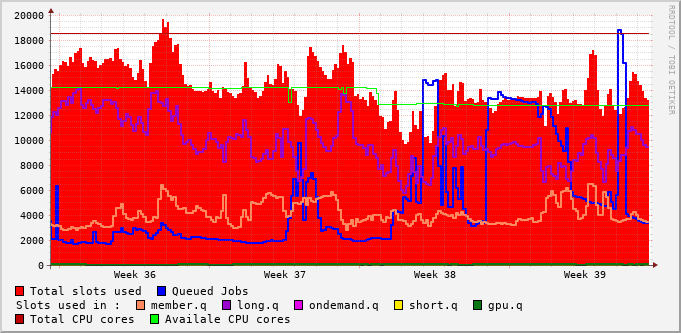 20000
18000
16000
14000
12000
10000
8000
6000
4000
2000
0
Week 36 Week 37 Week 38 Week 39
Total slots used Queued Jobs
Slots used in : member.q long.q ondemand.q short.q gpu.q
Total CPU cores Availale CPU cores
RRDTOOL / TOBI OETIKER